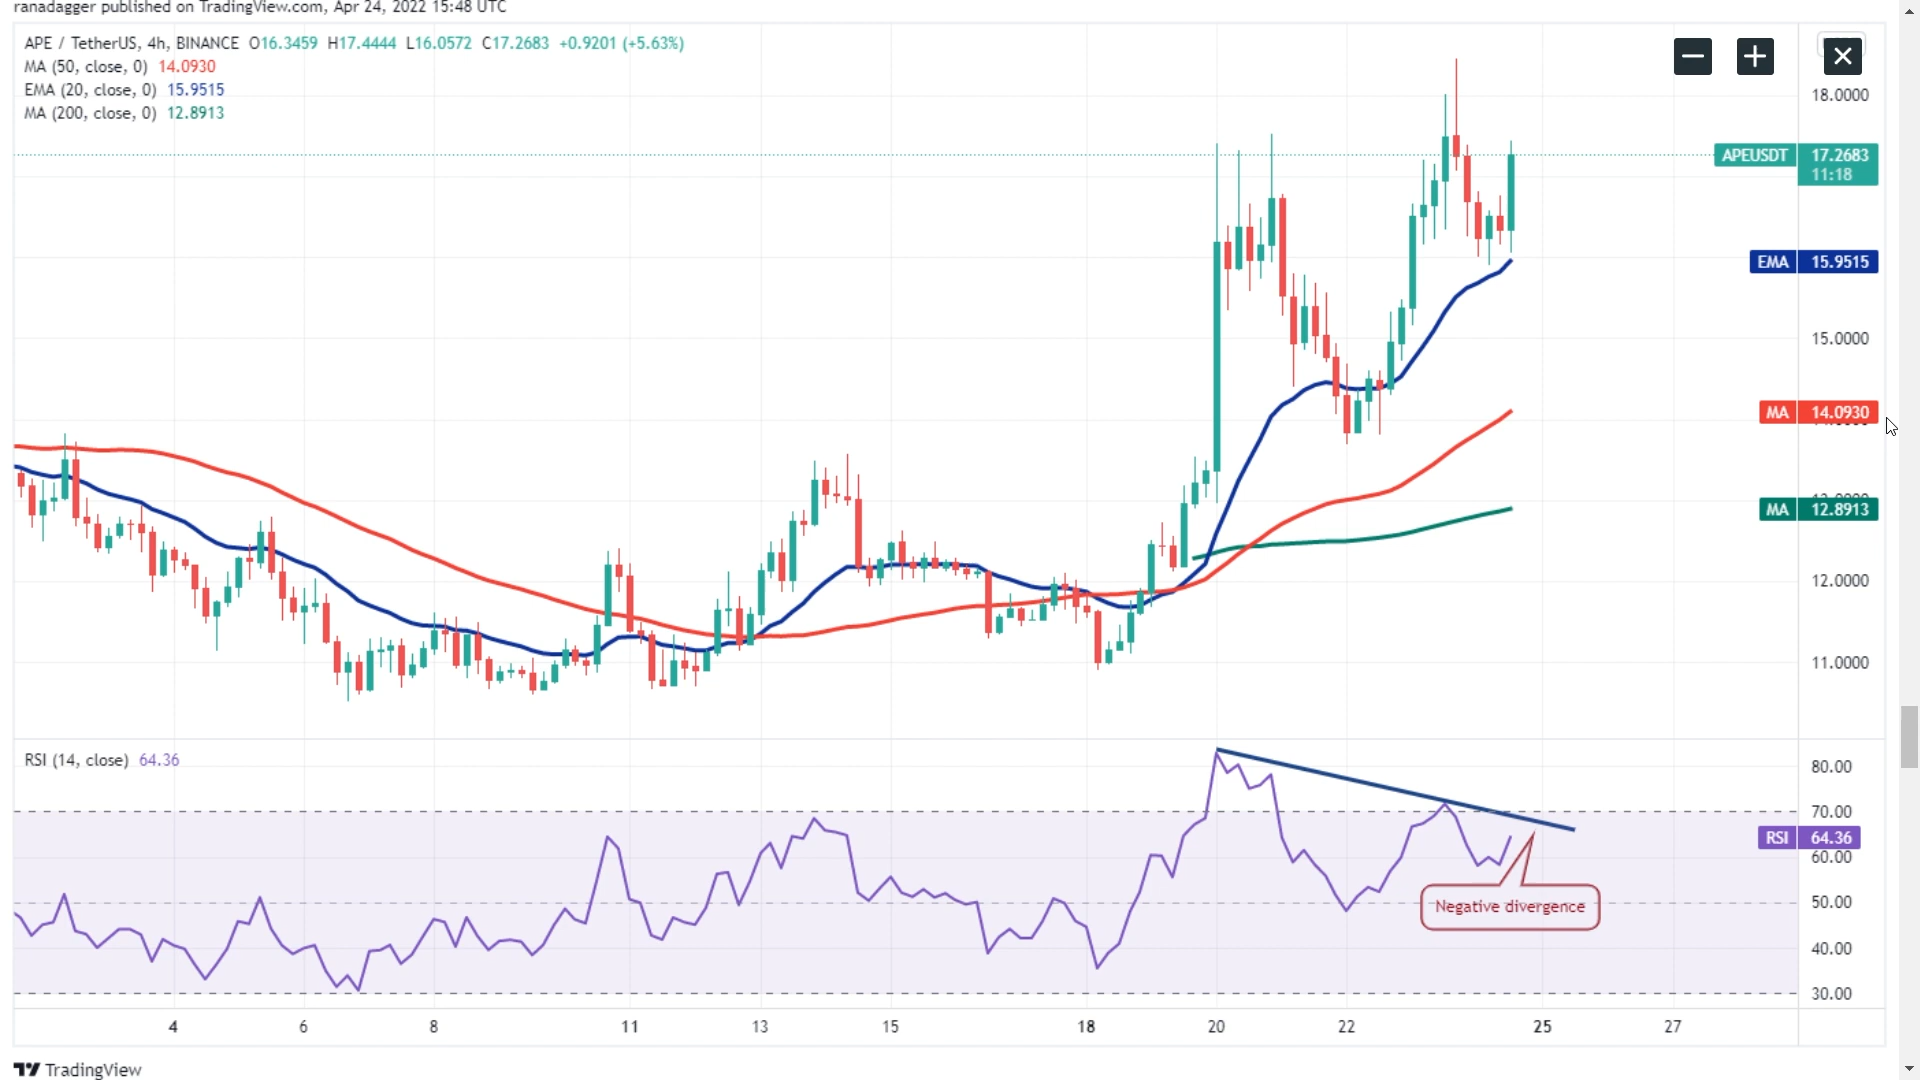 ranadagger published on TradingView.com, Apr 24, 2022 15:48 UTC
APE / TetherUS, 4h, BINANCE O16.3459 H17.4444 L16.0572 C17.2683 +0.9201 (+5.63%)
MA (50, close, 0) 14.0930
EMA (20, close, 0) 15.9515
MA (200, close, 0) 12.8913
18.0000
APEUSDT 17.2683
11:18
EMA 15.9515
15.0000
MA 14.0930
MA 12.8913
12.0000
11.0000
RSI (14, close) 64.36
80.00
70.00
RSI 64.36
60.00
Negative divergence
50.00
40.00
30.00
4 6 8 11 13 15 18 20 22 25 27
TradingView